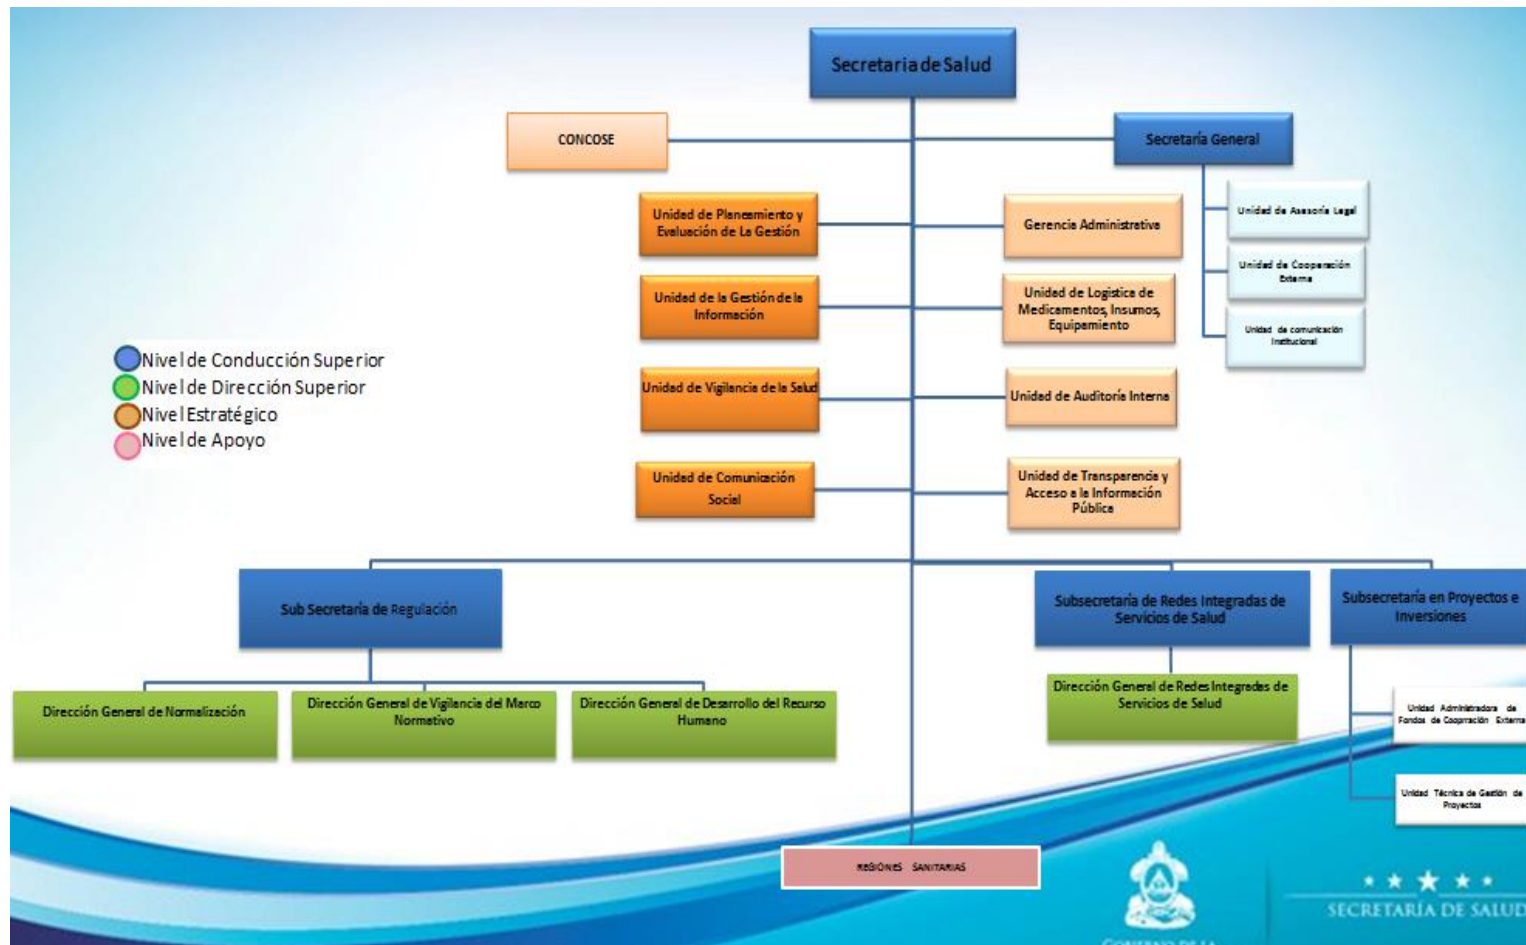 Secretaria de Salud
CONCOSE
Secretaría General
Unidad de Asesoría Legal
Unidad de Cooperación
Externa
Unidad de comunicación
Institucional
Unidad de Planeamiento y
Evaluación de La Gestión
Gerencia Administrativa
Unidad de la Gestión de la
Información
Unidad de Logistica de
Medicamentos, Insumos,
Equipamiento
Nivel de Conducción Superior
Nivel de Dirección Superior
Nivel Estratégico
Nivel de Apoyo
Unidad de Vigilancia de la Salud
Unidad de Auditoría Interna
Unidad de Comunicación
Social
Unidad de Transparencia y
Acceso a la Información
Pública
Sub Secretaría de Regulación
Subsecretaría de Redes Integradas de
Servicios de Salud
Subsecretaría en Proyectos e
Inversiones
Dirección General de Normalización
Dirección General de Vigilancia del Marco
Normativo
Dirección General de Desarrollo del Recurso
Humano
Dirección General de Redes Integradas de
Servicios de Salud
Unidad Administradora de
Fondos de Cooprración Externa
Unidad Técnica de Gestión de
Proyectos
REGIONES SANITARIAS
SECRETARÍA DE SALUD
GOBIERNO DE LA